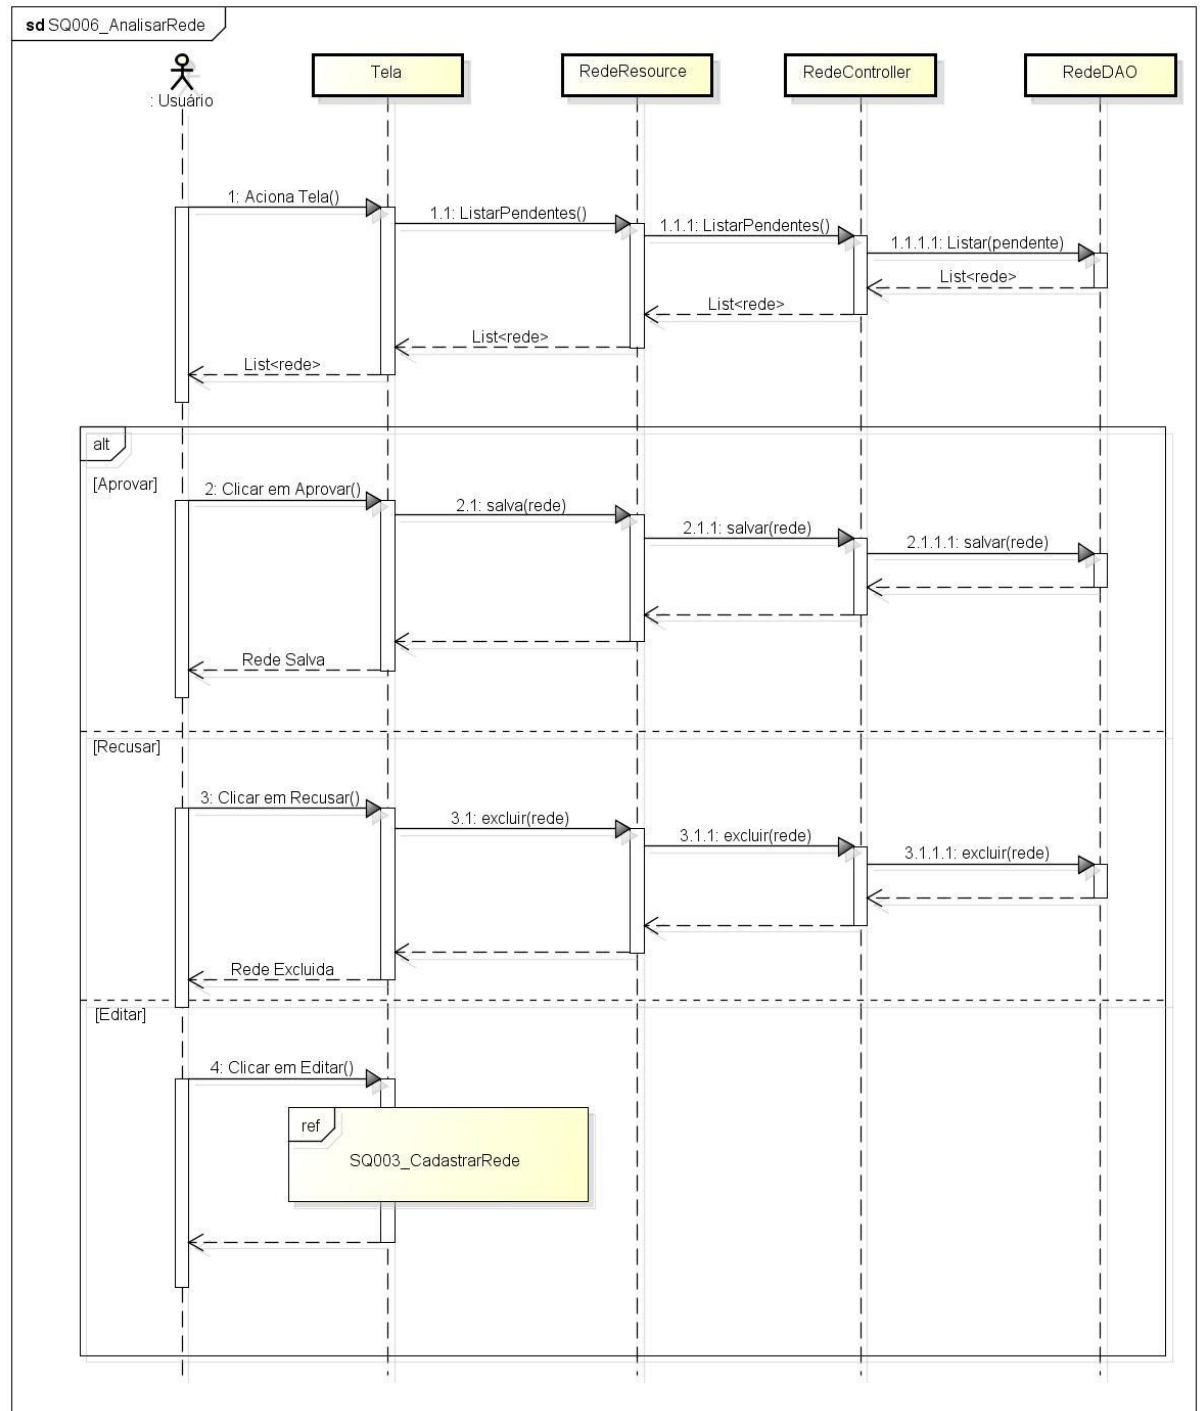 sd SQ006_AnalisarRede
: Usuário
Tela
RedeResource
RedeController
RedeDAO
1: Aciona Tela()
1.1: ListarPendentes()
1.1.1: ListarPendentes()
1.1.1.1: Listar(pendente)
List<rede>
List<rede>
List<rede>
List<rede>
alt
[Aprovar]
2: Clicar em Aprovar()
2.1: salva(rede)
2.1.1: salvar(rede)
2.1.1.1: salvar(rede)
Rede Salva
[Recusar]
3: Clicar em Recusar()
3.1: excluir(rede)
3.1.1: excluir(rede)
3.1.1.1: excluir(rede)
Rede Excluida
[Editar]
4: Clicar em Editar()
ref
SQ003_CadastrarRede